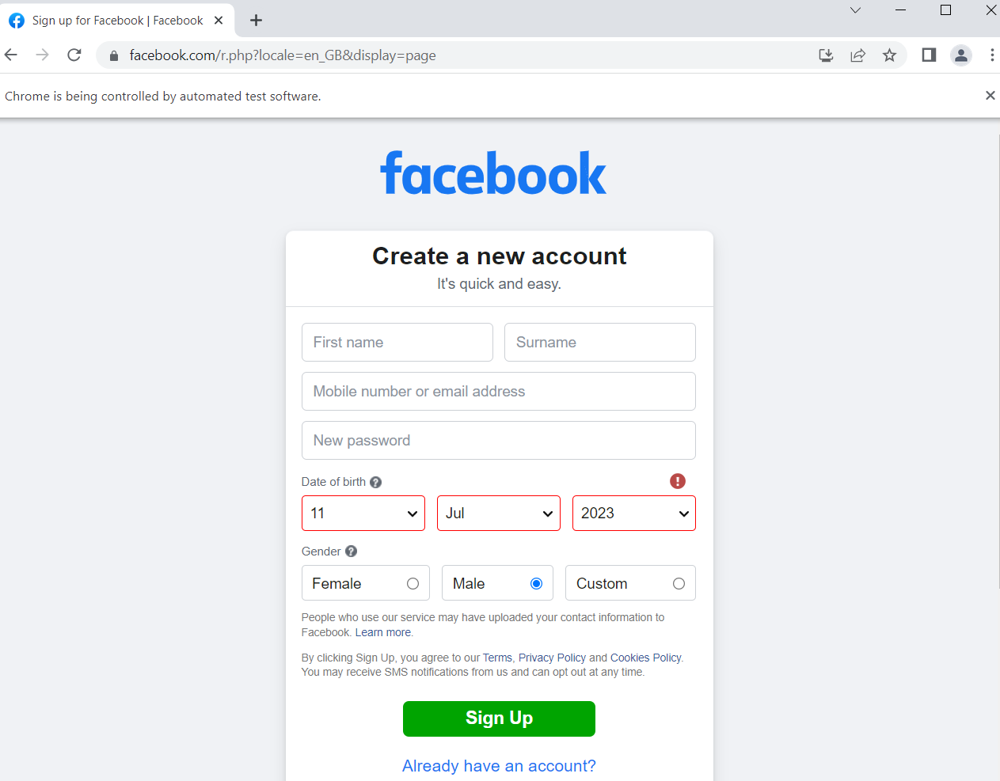 Sign up for Facebook | Facebook
facebook.com/r.php?locale=en_GB&display=page
Chrome is being controlled by automated test software.
facebook
Create a new account
It's quick and easy.
First name Surname
Mobile number or email address
New password
Date of birth ? !
11 Jul 2023
Gender ?
Female Male Custom
People who use our service may have uploaded your contact information to
Facebook. Learn more.
By clicking Sign Up, you agree to our Terms, Privacy Policy and Cookies Policy.
You may receive SMS notifications from us and can opt out at any time.
Sign Up
Already have an account?